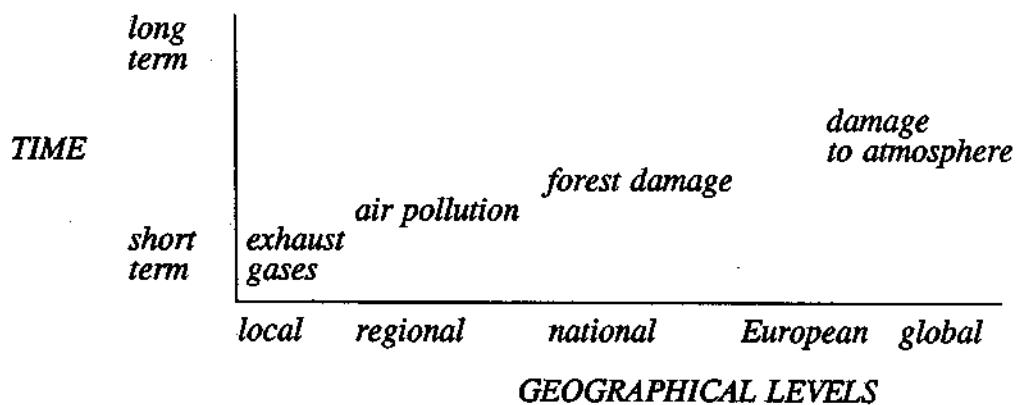 long
term
TIME
damage
to atmosphere
forest damage
air pollution
short
term
exhaust
gases
local regional national European global
GEOGRAPHICAL LEVELS